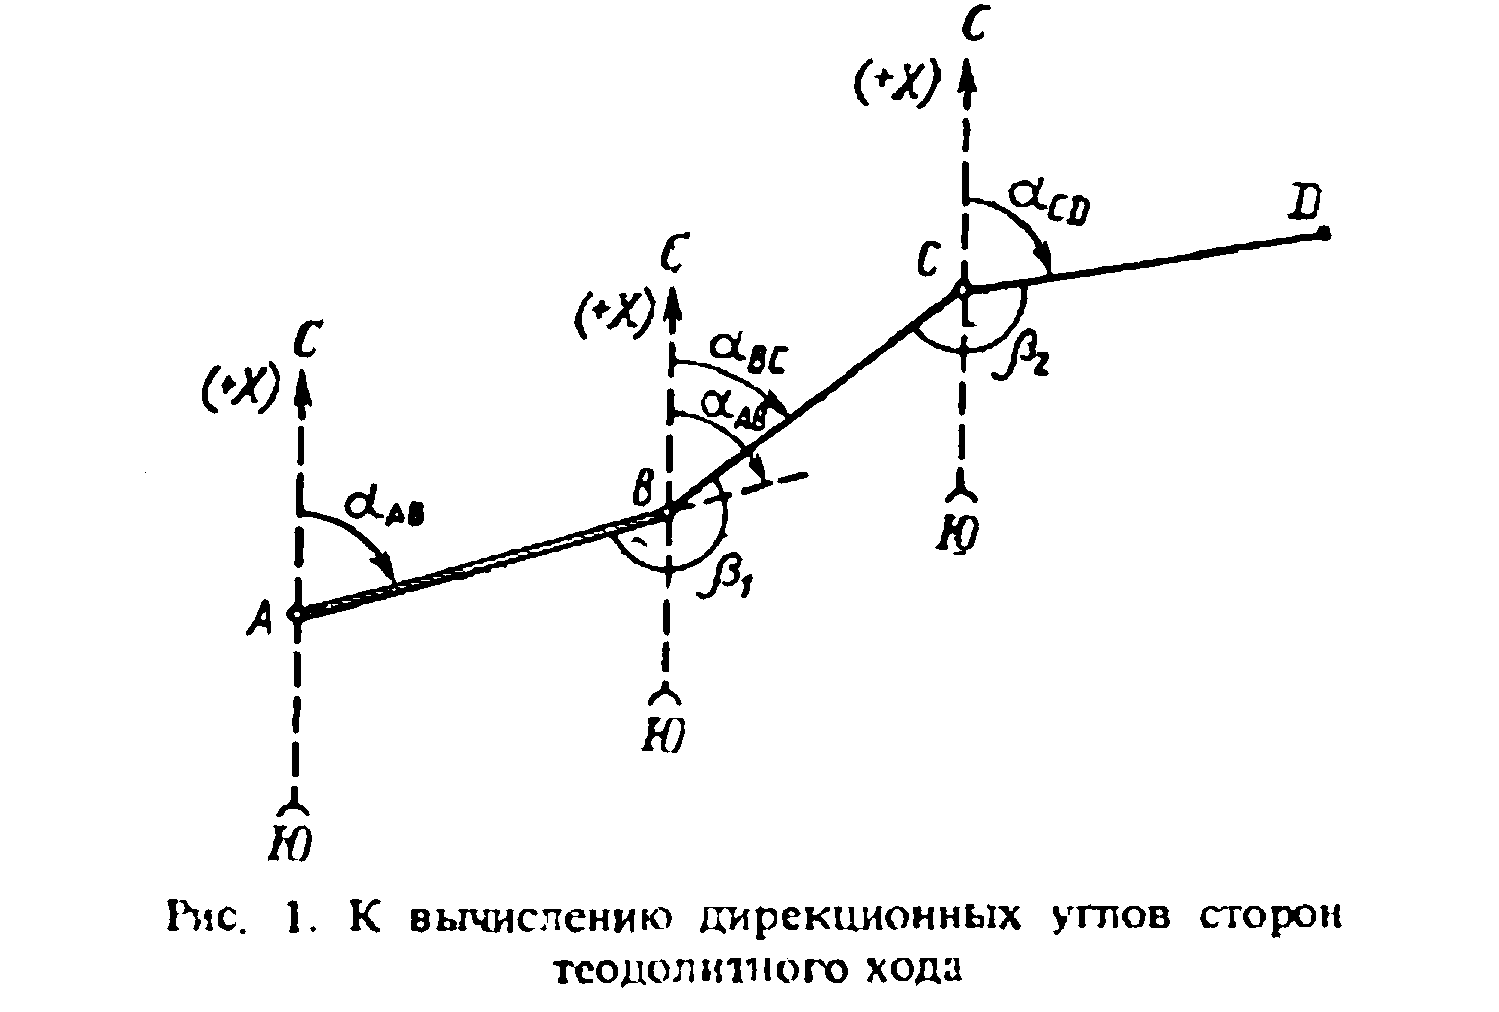 C
(+X)
αCD
D
C
C
(+X)
β2
αBC
C
(+X)
αAB
B
αAB
Ю
β1
A
Ю
Ю
Рис. 1. К вычислению дирекционных углов сторон
теодолитного хода